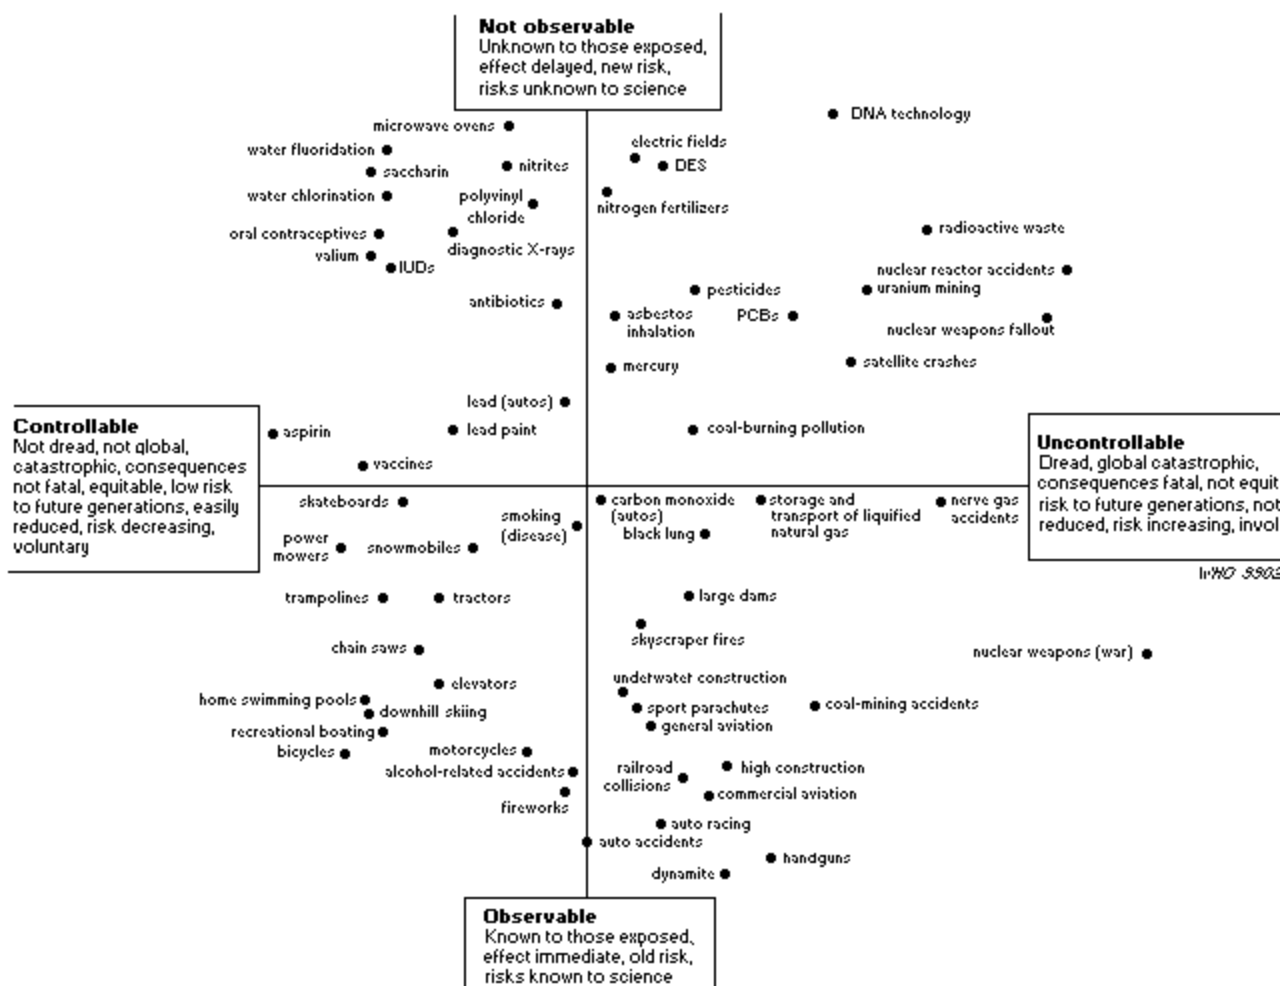 Not observable
Unknown to those exposed,
effect delayed, new risk,
risks unknown to science
DNA technology
microwave ovens
electric fields
water fluoridation
nitrites
DES
saccharin
water chlorination
polyvinyl
chloride
nitrogen fertilizers
oral contraceptives
diagnostic X-rays
radioactive waste
valium
IUDs
nuclear reactor accidents
antibiotics
pesticides
uranium mining
asbestos
inhalation
PCBs
nuclear weapons fallout
mercury
satellite crashes
lead (autos)
Controllable
Not dread, not global,
catastrophic, consequences
not fatal, equitable, low risk
to future generations, easily
reduced, risk decreasing,
voluntary
aspirin
lead paint
coal-burning pollution
vaccines
Uncontrollable
Dread, global catastrophic,
consequences fatal, not equit
risk to future generations, not
reduced, risk increasing, invol
skateboards
smoking
(disease)
carbon monoxide
(autos)
storage and
transport of liquified
natural gas
nerve gas
accidents
black lung
power
mowers
snowmobiles
trampolines
tractors
large dams
skyscraper fires
chain saws
nuclear weapons (war)
elevators
underwater construction
home swimming pools
downhill skiing
sport parachutes
coal-mining accidents
recreational boating
general aviation
bicycles
motorcycles
alcohol-related accidents
railroad
collisions
high construction
fireworks
commercial aviation
auto racing
auto accidents
handguns
dynamite
Observable
Known to those exposed,
effect immediate, old risk,
risks known to science